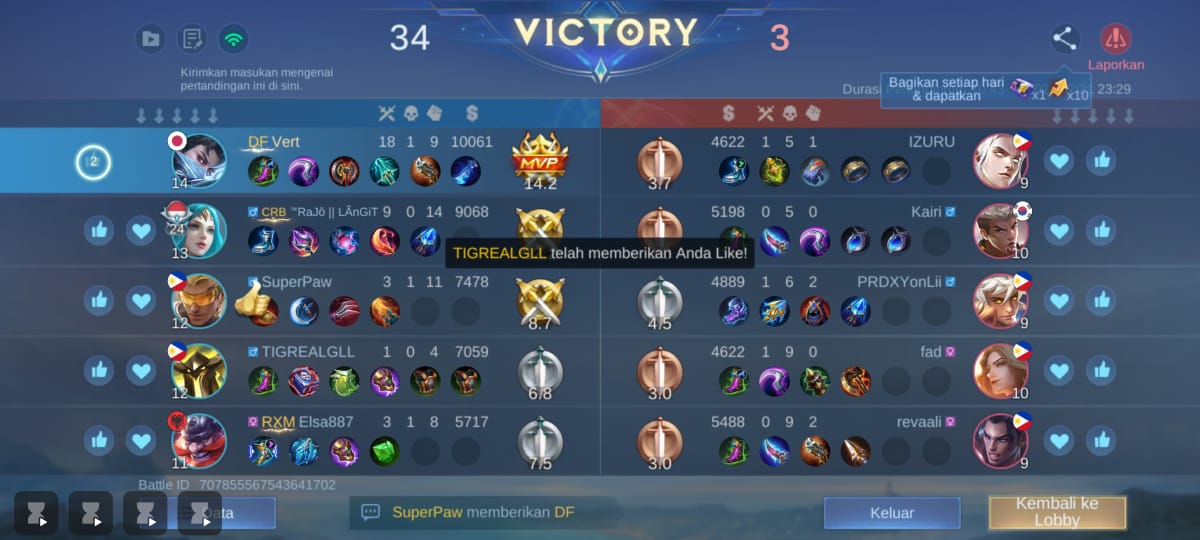 34 VICTORY 3
Laporkan
Kirimkan masukan mengenai
pertandingan ini di sini.
Bagikan setiap hari
& dapatkan x1 x10
Durasi 23:29
2 14 DF Vert 18 1 9 10061 MVP 14.2
3.7 4622 1 5 1 IZURU 9
24 13 CRB ™RaJô || LÃnGiT 9 0 14 9068
5198 0 5 0 Kairi 10
TIGREALGLL telah memberikan Anda Like!
12 SuperPaw 3 1 11 7478 8.7
4.5 4889 1 6 2 PRDXYonLii 9
12 TIGREALGLL 1 0 4 7059 6.8
3.0 4622 1 9 0 fad 10
11 RXM Elsa887 3 1 8 5717 7.5
3.0 5488 0 9 2 revaali 9
Battle ID 707855567543641702
Data
SuperPaw memberikan DF
Keluar
Kembali ke
Lobby